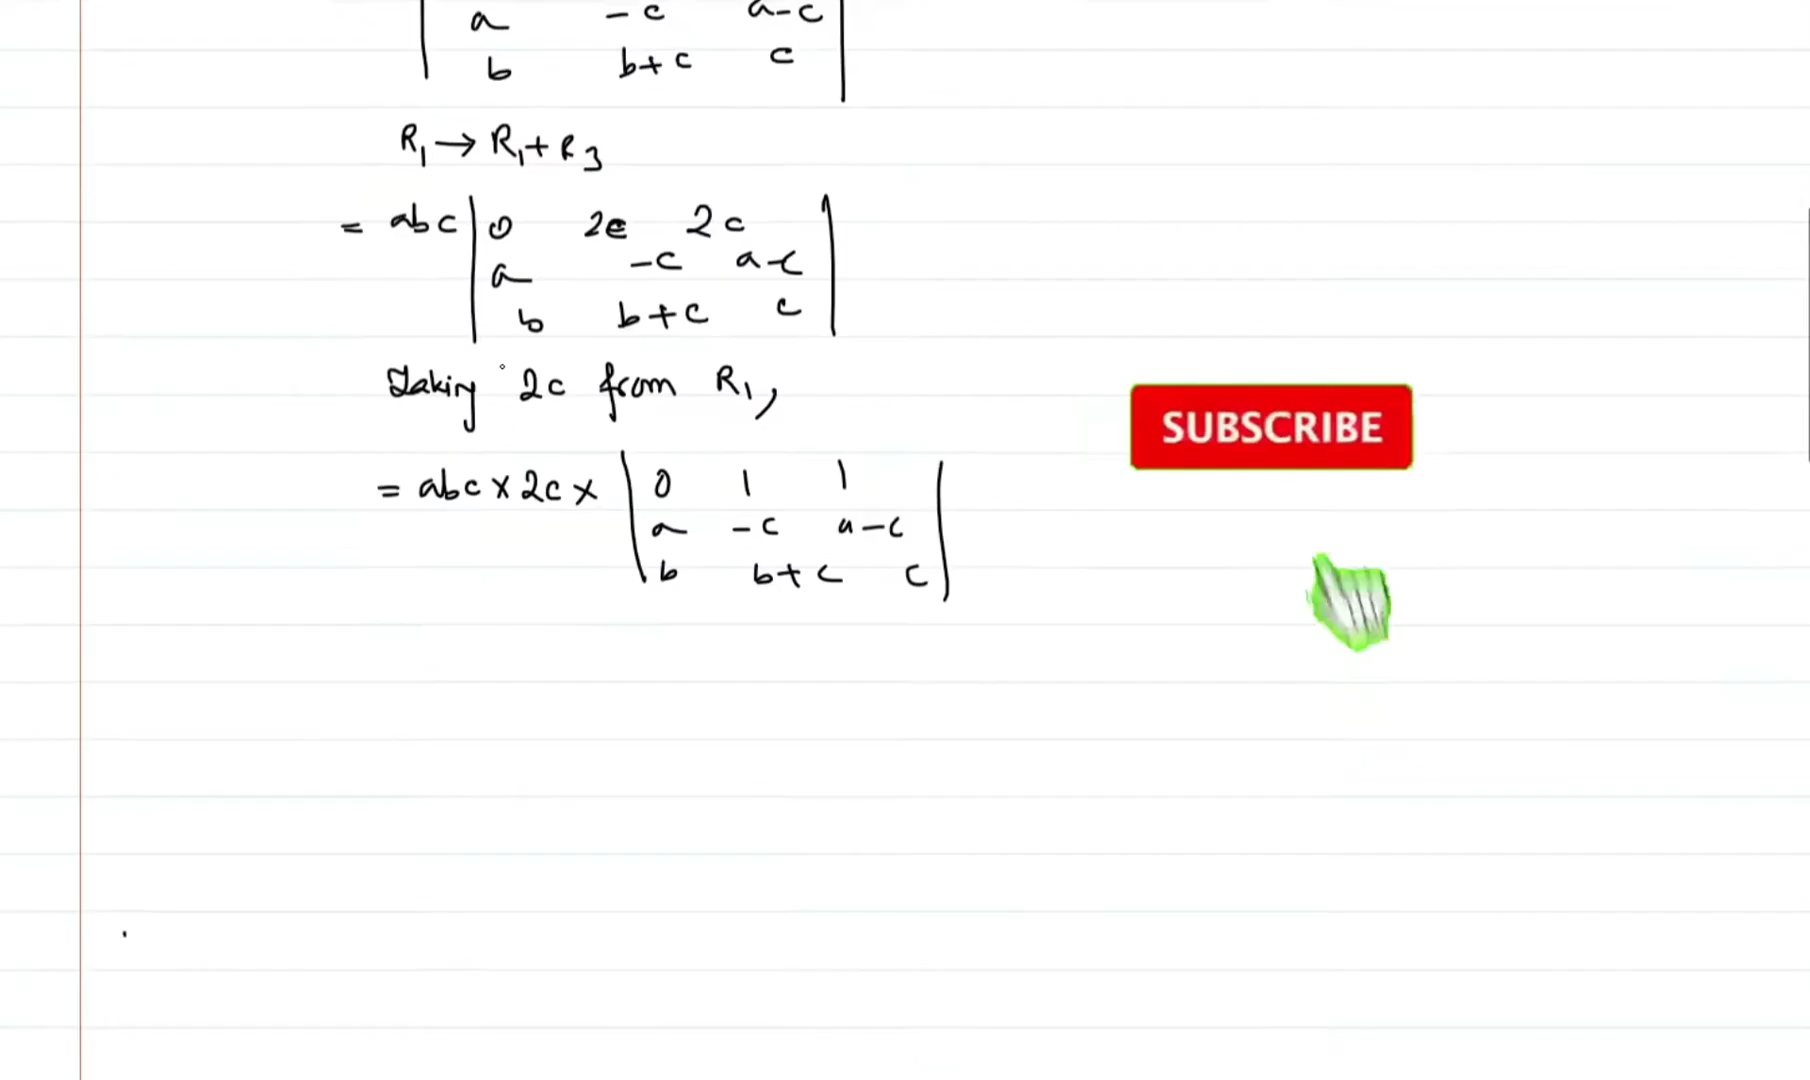 a -c a-c
b b+c c
R₁→R₁+R₃
= abc | 0 2c 2c |
a -c a-c
b b+c c
Taking 2c from R₁,
= abc × 2c × | 0 1 1 |
a -c a-c
b b+c c
SUBSCRIBE